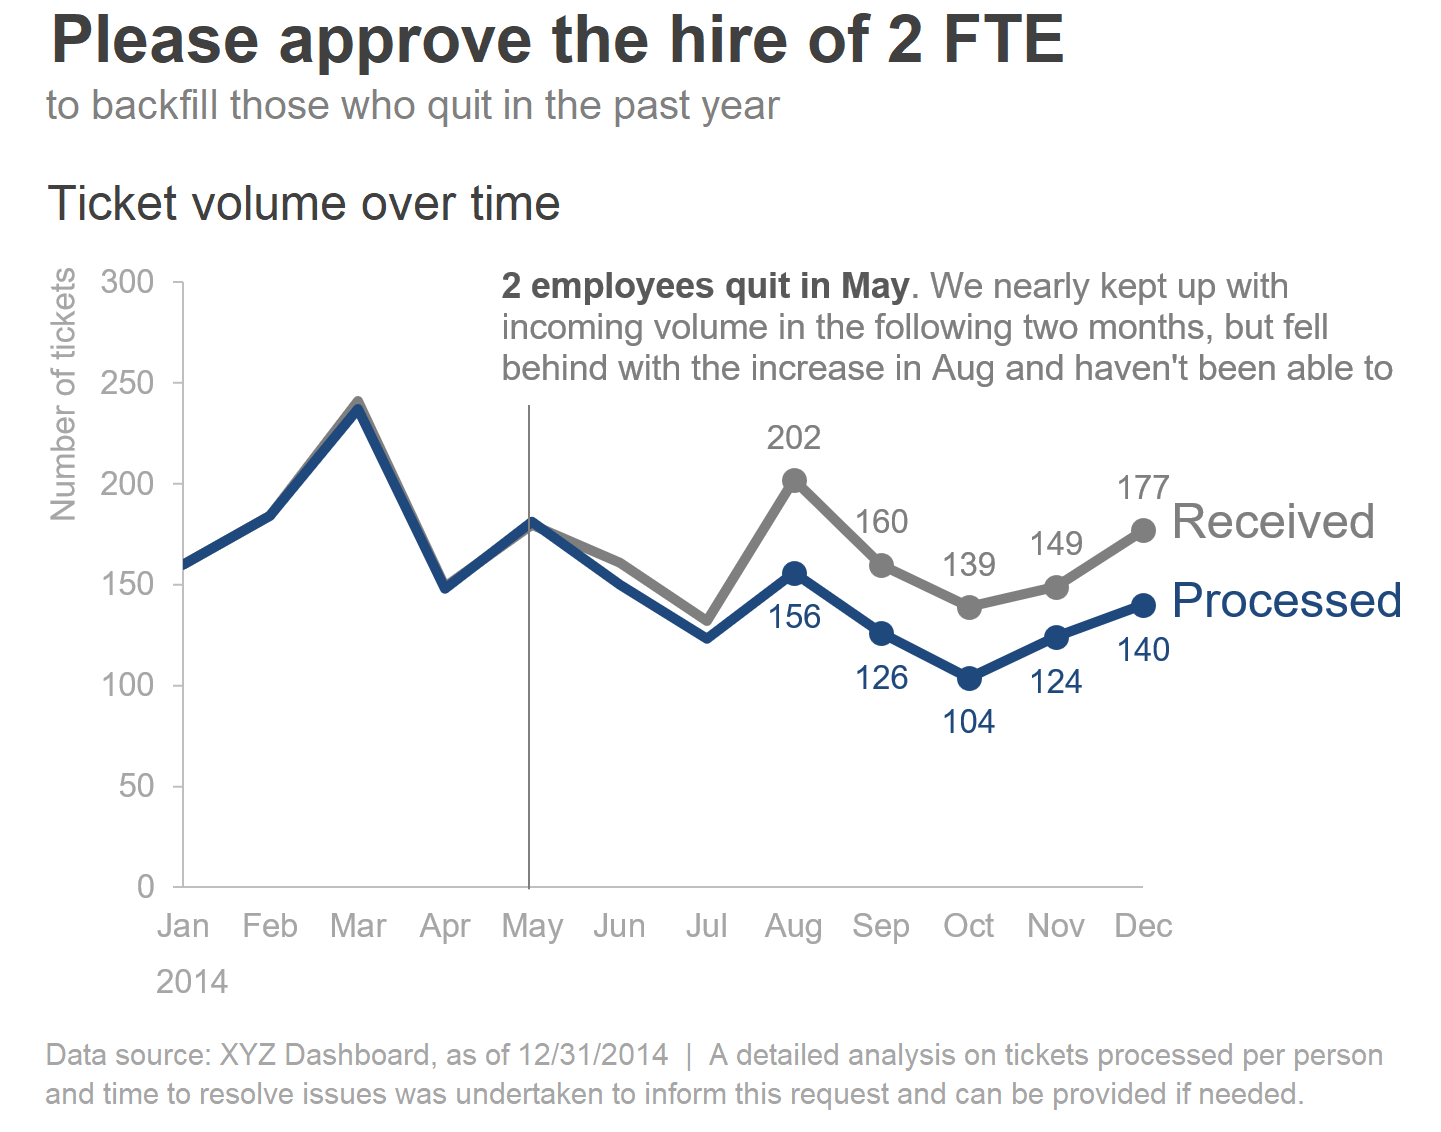 Please approve the hire of 2 FTE
to backfill those who quit in the past year
Ticket volume over time
Number of tickets
300
250
200
150
100
50
0
2 employees quit in May. We nearly kept up with
incoming volume in the following two months, but fell
behind with the increase in Aug and haven't been able to
202
160
139
149
177
Received
156
126
104
124
140
Processed
Jan Feb Mar Apr May Jun Jul Aug Sep Oct Nov Dec
2014
Data source: XYZ Dashboard, as of 12/31/2014 | A detailed analysis on tickets processed per person
and time to resolve issues was undertaken to inform this request and can be provided if needed.